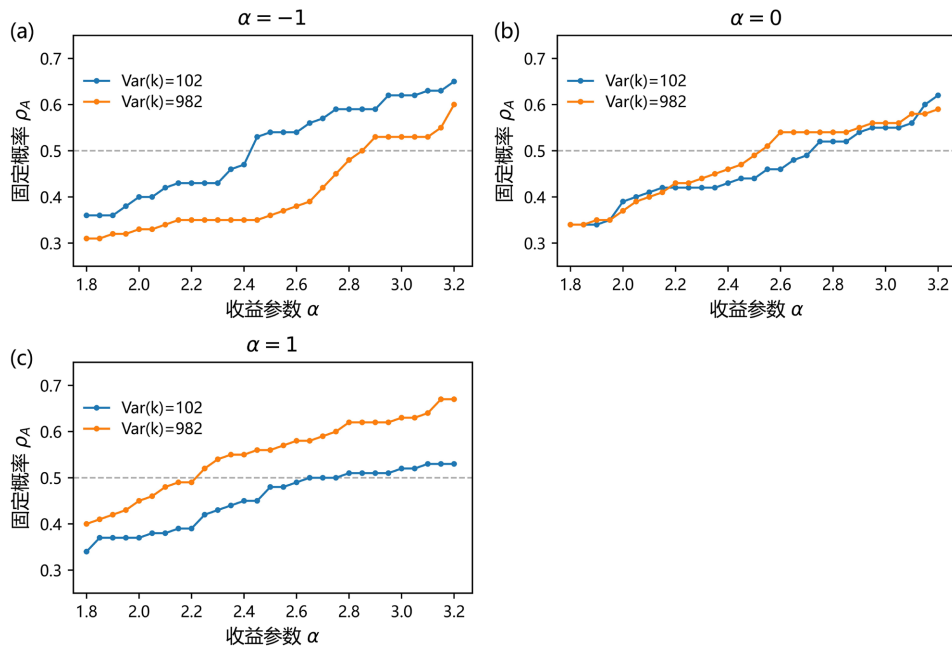 (a)
α = −1
0.7
0.6
0.5
0.4
0.3
固定概率 ρA
Var(k)=102
Var(k)=982
1.8 2.0 2.2 2.4 2.6 2.8 3.0 3.2
收益参数 α
(b)
α = 0
0.7
0.6
0.5
0.4
0.3
固定概率 ρA
Var(k)=102
Var(k)=982
1.8 2.0 2.2 2.4 2.6 2.8 3.0 3.2
收益参数 α
(c)
α = 1
0.7
0.6
0.5
0.4
0.3
固定概率 ρA
Var(k)=102
Var(k)=982
1.8 2.0 2.2 2.4 2.6 2.8 3.0 3.2
收益参数 α